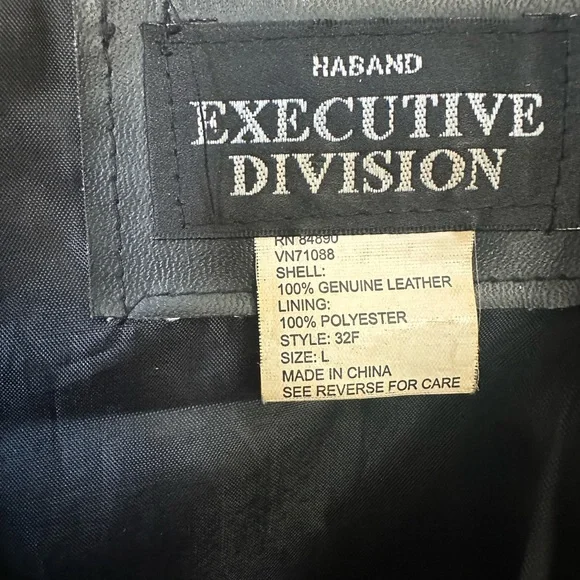 HABAND
EXECUTIVE
DIVISION
RN 84890
VN71088
SHELL:
100% GENUINE LEATHER
LINING:
100% POLYESTER
STYLE: 32F
SIZE: L
MADE IN CHINA
SEE REVERSE FOR CARE